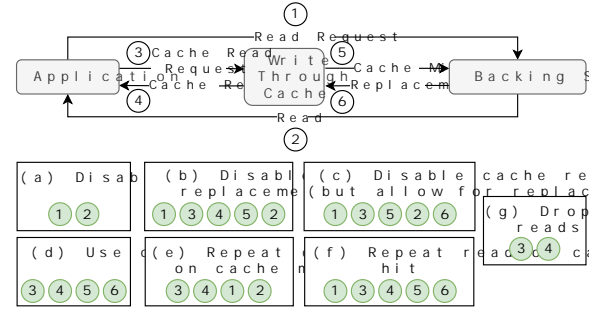 1
Read Request
3
Cache Read
Request
5
Cache
Application
Write
Through
Cache
Backing S
4
Cache Re
6
Replacem
Read
2
(a) Disab
1 2
(b) Disabl
replaceme
1 3 4 5 2
(c) Disable cache re
(but allow for replac
1 3 5 2 6
(g) Drop
reads
3 4
(d) Use
3 4 5 6
(e) Repeat
on cache
3 4 1 2
(f) Repeat read
hit
1 3 4 5 6